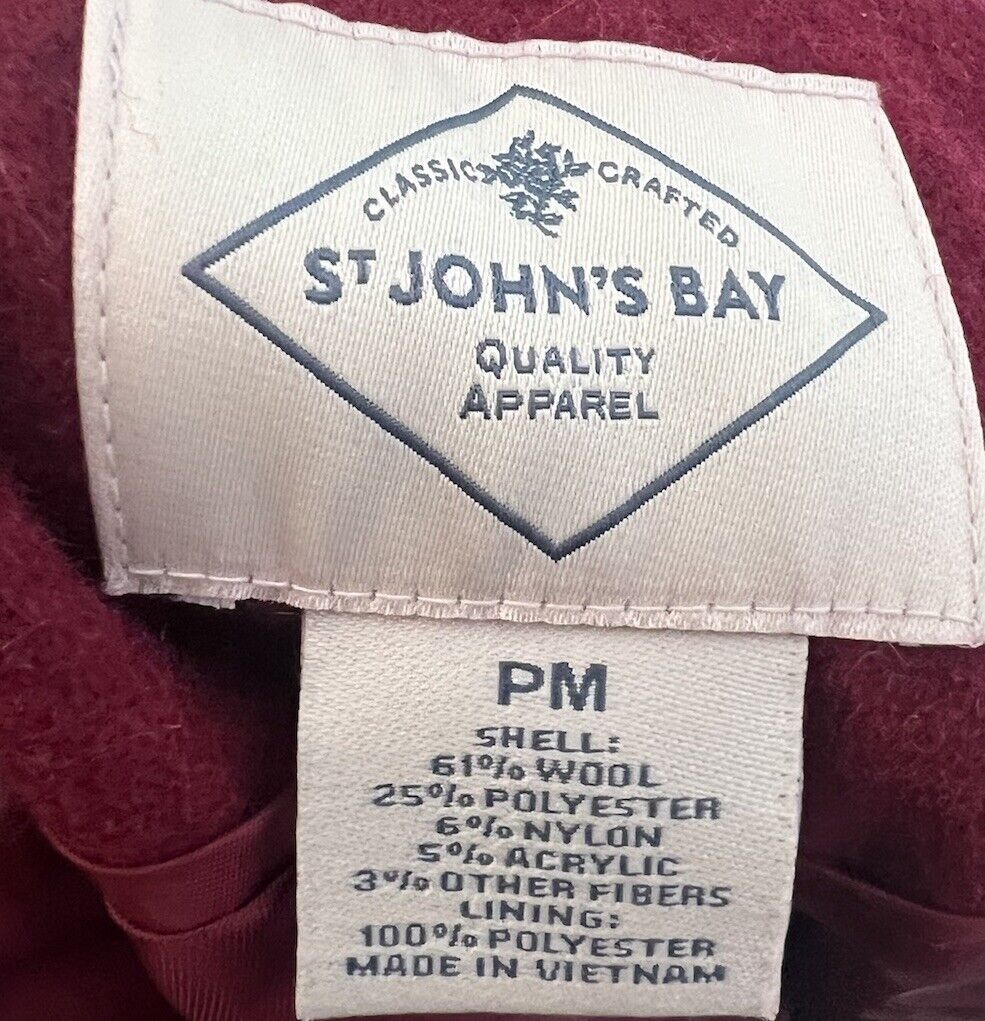 CLASSIC CRAFTED
ST JOHN'S BAY
QUALITY
APPAREL
PM
SHELL:
61% WOOL
25% POLYESTER
6% NYLON
5% ACRYLIC
3% OTHER FIBERS
LINING:
100% POLYESTER
MADE IN VIETNAM